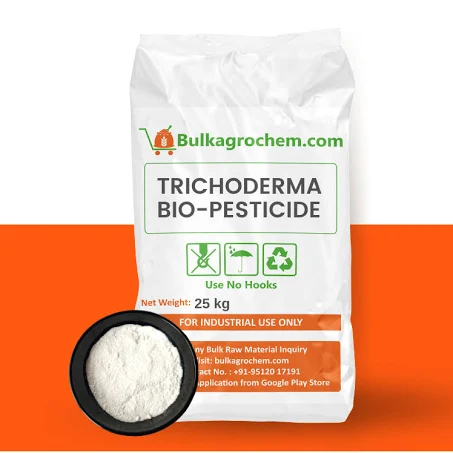 Bulkagrochem.com
TRICHODERMA
BIO-PESTICIDE
Use No Hooks
Net Weight: 25 kg
FOR INDUSTRIAL USE ONLY
Bulk Raw Material Inquiry
bulkagrochem.com
No. : +91-95120 17191
Application from Google Play Store